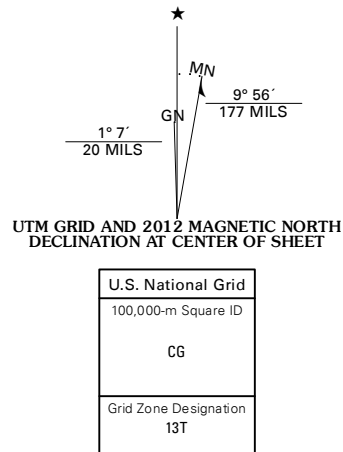 ★
MN
GN
9° 56´
177 MILS
1° 7´
20 MILS
UTM GRID AND 2012 MAGNETIC NORTH
DECLINATION AT CENTER OF SHEET
U.S. National Grid
100,000-m Square ID
CG
Grid Zone Designation
13T